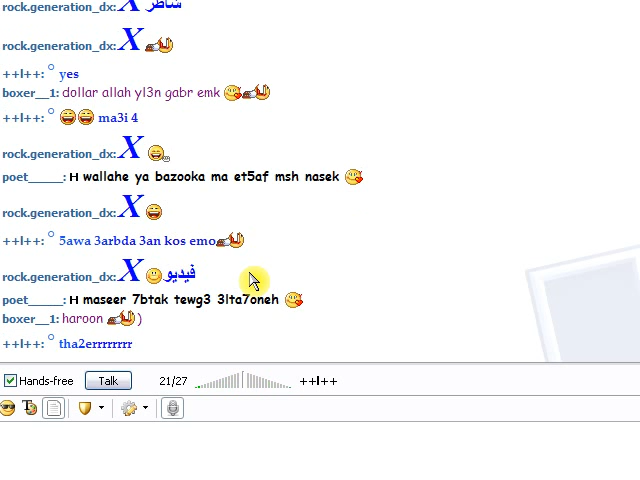 rock.generation_dx: X شاطر
rock.generation_dx: X
++l++: ° yes
boxer__1: dollar allah yl3n gabr emk
++l++: ° ma3i 4
rock.generation_dx: X
poet_____: H wallahe ya bazooka ma et5af msh nasek
rock.generation_dx: X
++l++: ° 5awa 3arbda 3an kos emo
rock.generation_dx: X فيديو
poet_____: H maseer 7btak tewg3 3lta7oneh
boxer__1: haroon )
++l++: ° tha2errrrrrrr
Hands-free Talk 21/27 ++l++